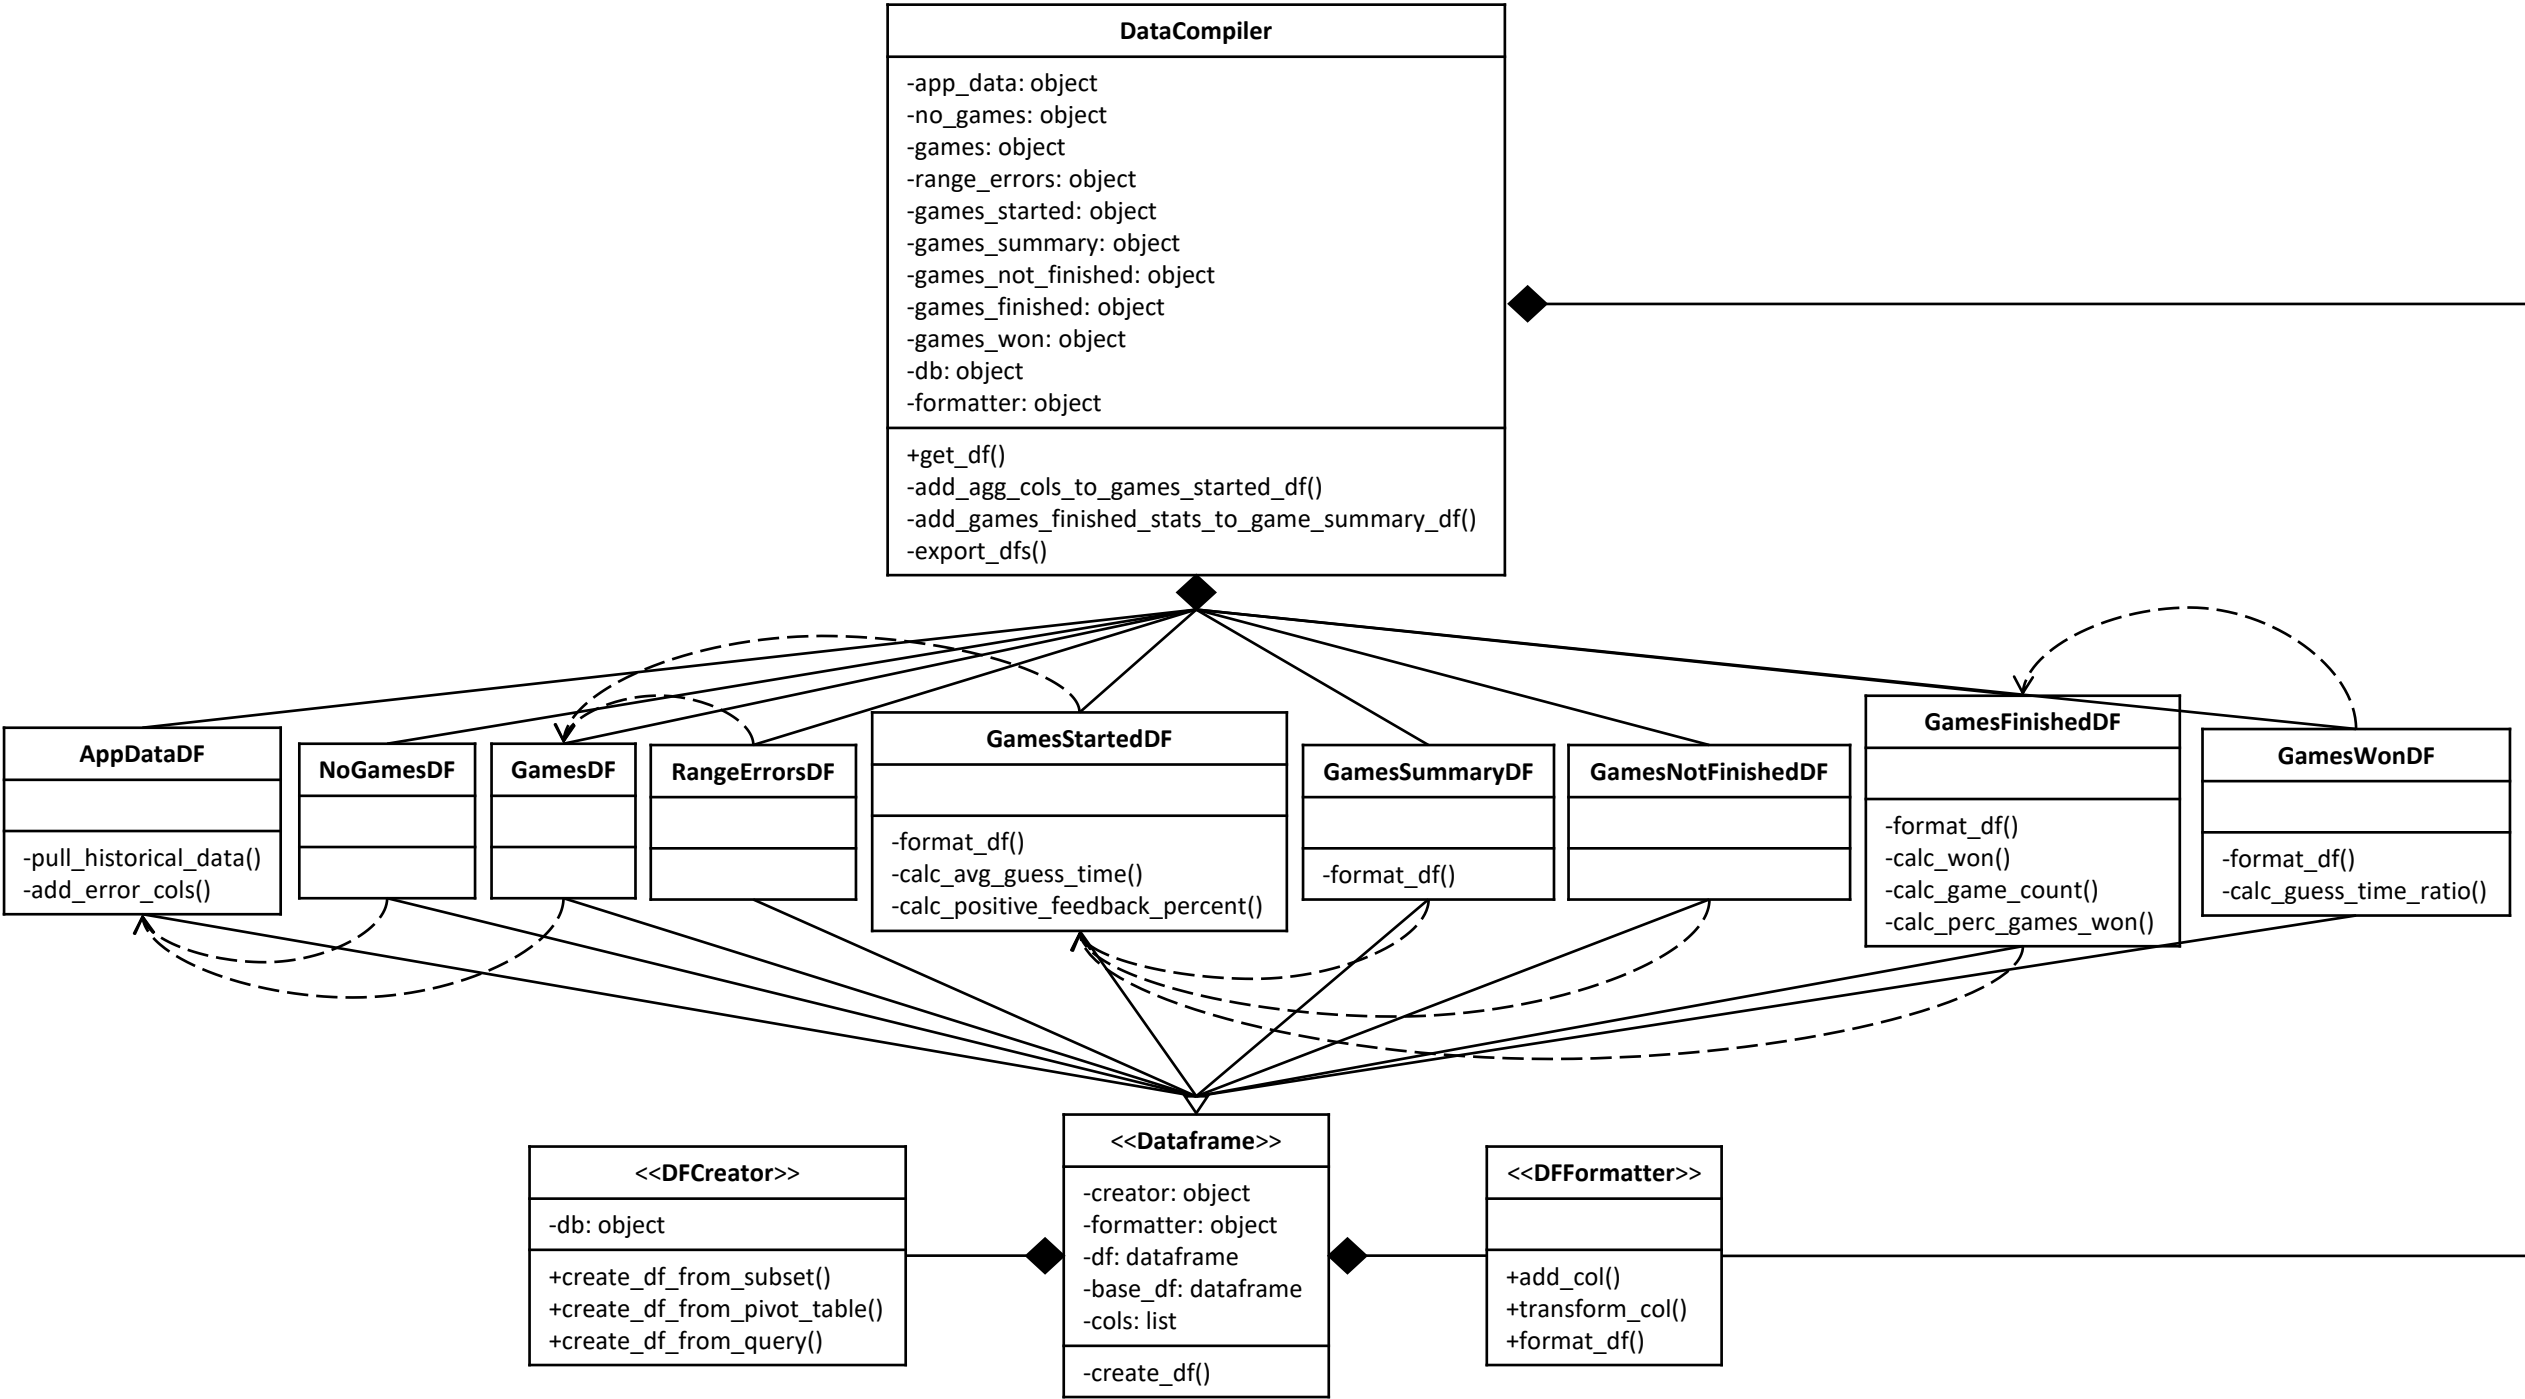 DataCompiler
-app_data: object
-no_games: object
-games: object
-range_errors: object
-games_started: object
-games_summary: object
-games_not_finished: object
-games_finished: object
-games_won: object
-db: object
-formatter: object
+get_df()
-add_agg_cols_to_games_started_df()
-add_games_finished_stats_to_game_summary_df()
-export_dfs()
AppDataDF
-pull_historical_data()
-add_error_cols()
NoGamesDF
GamesDF
RangeErrorsDF
GamesStartedDF
-format_df()
-calc_avg_guess_time()
-calc_positive_feedback_percent()
GamesSummaryDF
-format_df()
GamesNotFinishedDF
GamesFinishedDF
-format_df()
-calc_won()
-calc_game_count()
-calc_perc_games_won()
GamesWonDF
-format_df()
-calc_guess_time_ratio()
<<DFCreator>>
-db: object
+create_df_from_subset()
+create_df_from_pivot_table()
+create_df_from_query()
<<Dataframe>>
-creator: object
-formatter: object
-df: dataframe
-base_df: dataframe
-cols: list
-create_df()
<<DFFormatter>>
+add_col()
+transform_col()
+format_df()